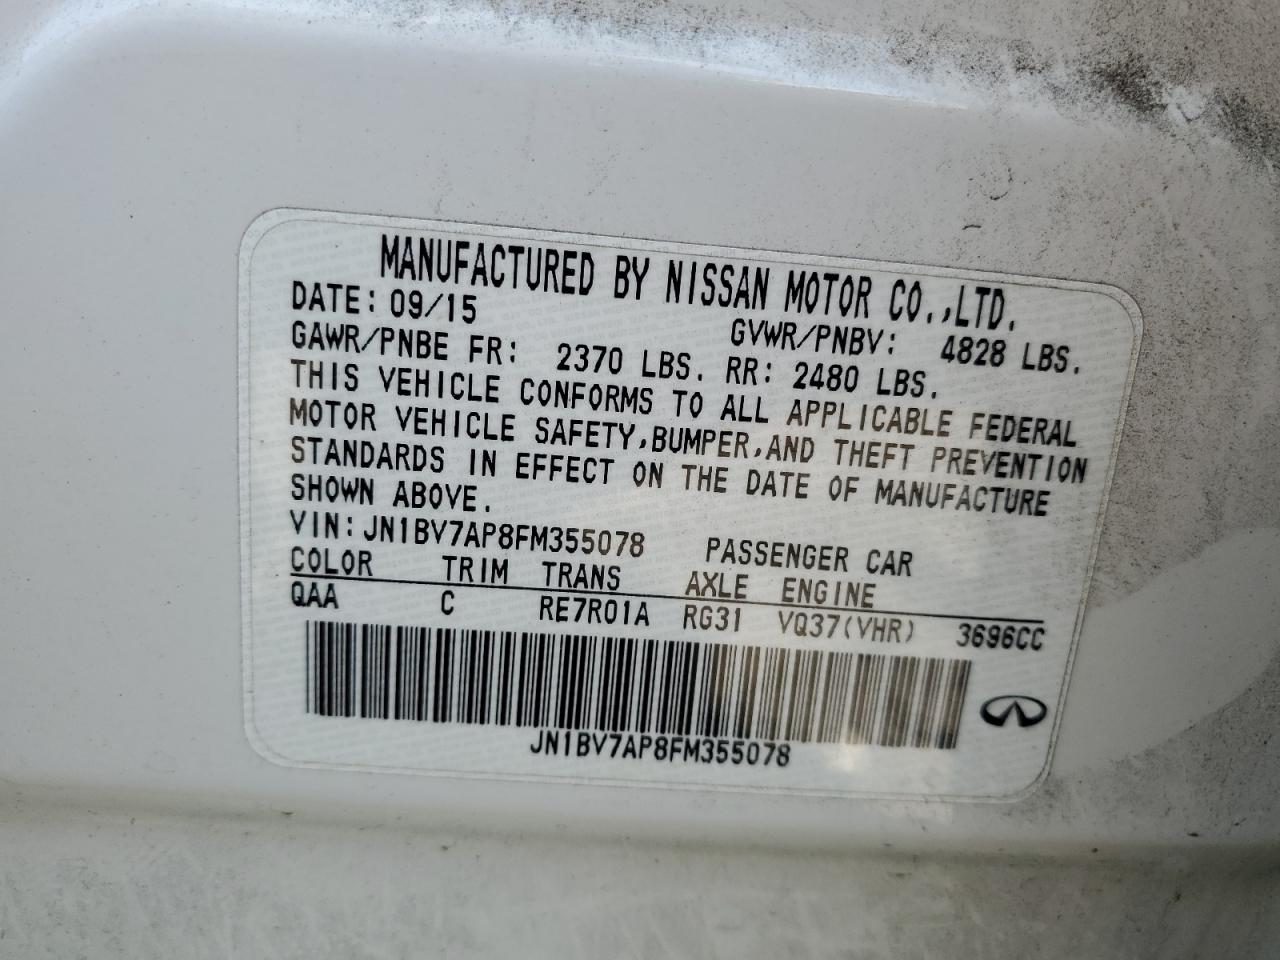 MANUFACTURED BY NISSAN MOTOR CO.,LTD.
DATE: 09/15 GVWR/PNBV: 4828 LBS.
GAWR/PNBE FR: 2370 LBS. RR: 2480 LBS.
THIS VEHICLE CONFORMS TO ALL APPLICABLE FEDERAL
MOTOR VEHICLE SAFETY,BUMPER,AND THEFT PREVENTION
STANDARDS IN EFFECT ON THE DATE OF MANUFACTURE
SHOWN ABOVE.
VIN: JN1BV7AP8FM355078 PASSENGER CAR
COLOR TRIM TRANS AXLE ENGINE
QAA C RE7R01A RG31 VQ37(VHR) 3696CC
JN1BV7AP8FM355078